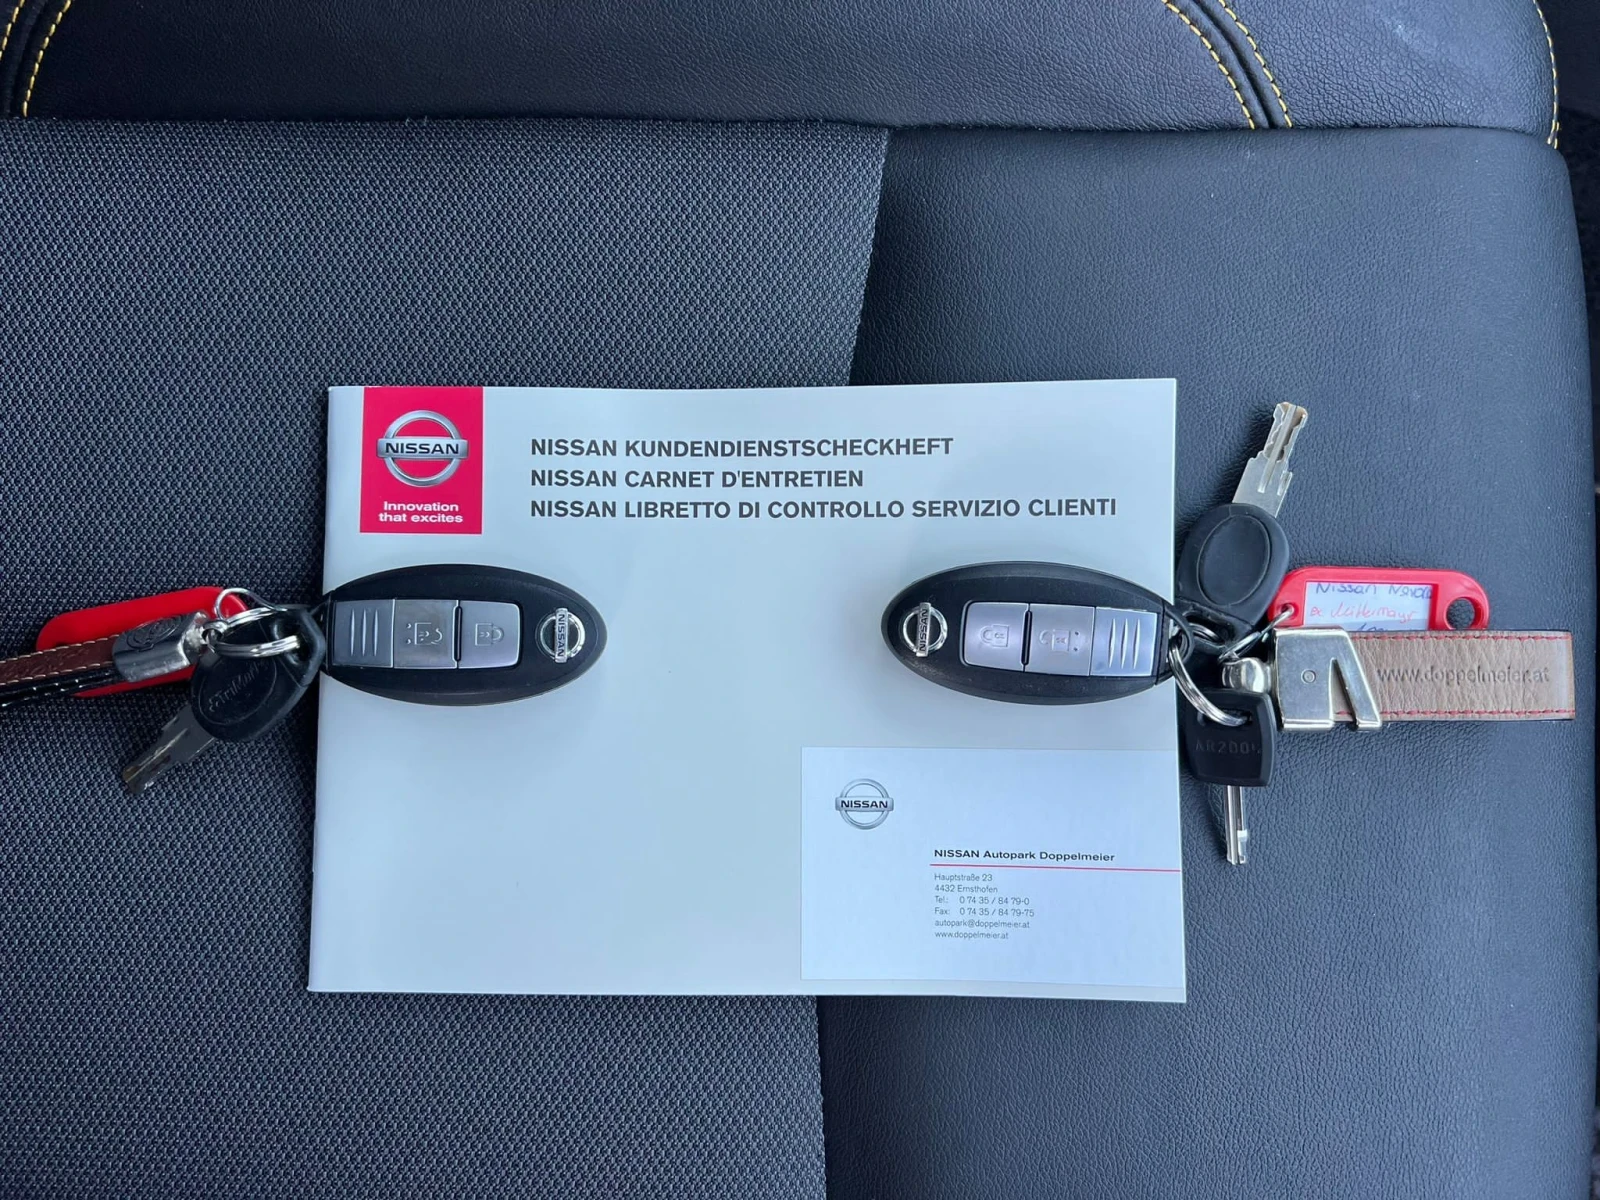 NISSAN
Innovation
that excites
NISSAN KUNDENDIENSTSCHECKHEFT
NISSAN CARNET D'ENTRETIEN
NISSAN LIBRETTO DI CONTROLLO SERVIZIO CLIENTI
NISSAN
NISSAN
Nissan
www.doppelmeier.at
NISSAN
NISSAN Autopark Doppelmeier
Hauptstraße 23
4432 Ernsthofen
Tel.: 0 74 35 / 84 79-0
Fax: 0 74 35 / 84 79-75
autopark@doppelmeier.at
www.doppelmeier.at